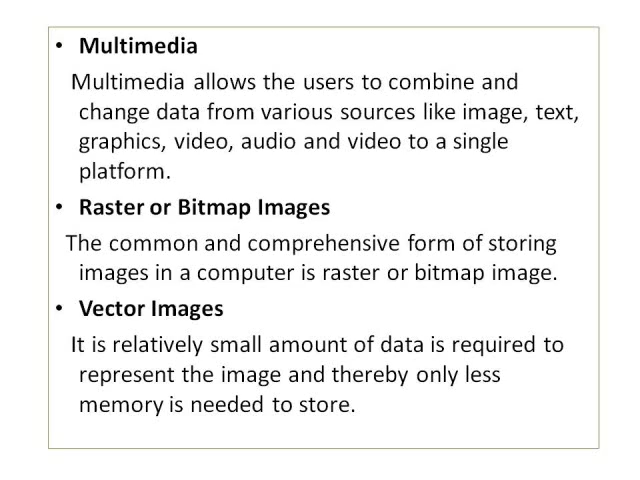 • Multimedia
Multimedia allows the users to combine and
change data from various sources like image, text,
graphics, video, audio and video to a single
platform.
• Raster or Bitmap Images
The common and comprehensive form of storing
images in a computer is raster or bitmap image.
• Vector Images
It is relatively small amount of data is required to
represent the image and thereby only less
memory is needed to store.